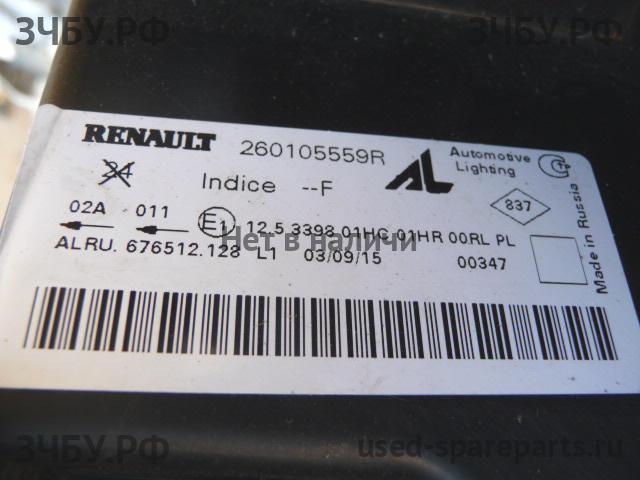 ЗЧБУ.РФ
ЗЧБУ.РФ
RENAULT 260105559R
AL Automotive Lighting
24
Indice --F
837
02A 011
E1 12.5.3398 01HC 01HR 00RL PL
Нет в наличии
ALRU. 676512.128 L1 03/09/15 00347
Made in Russia
ЗЧБУ.РФ
used-spareparts.ru